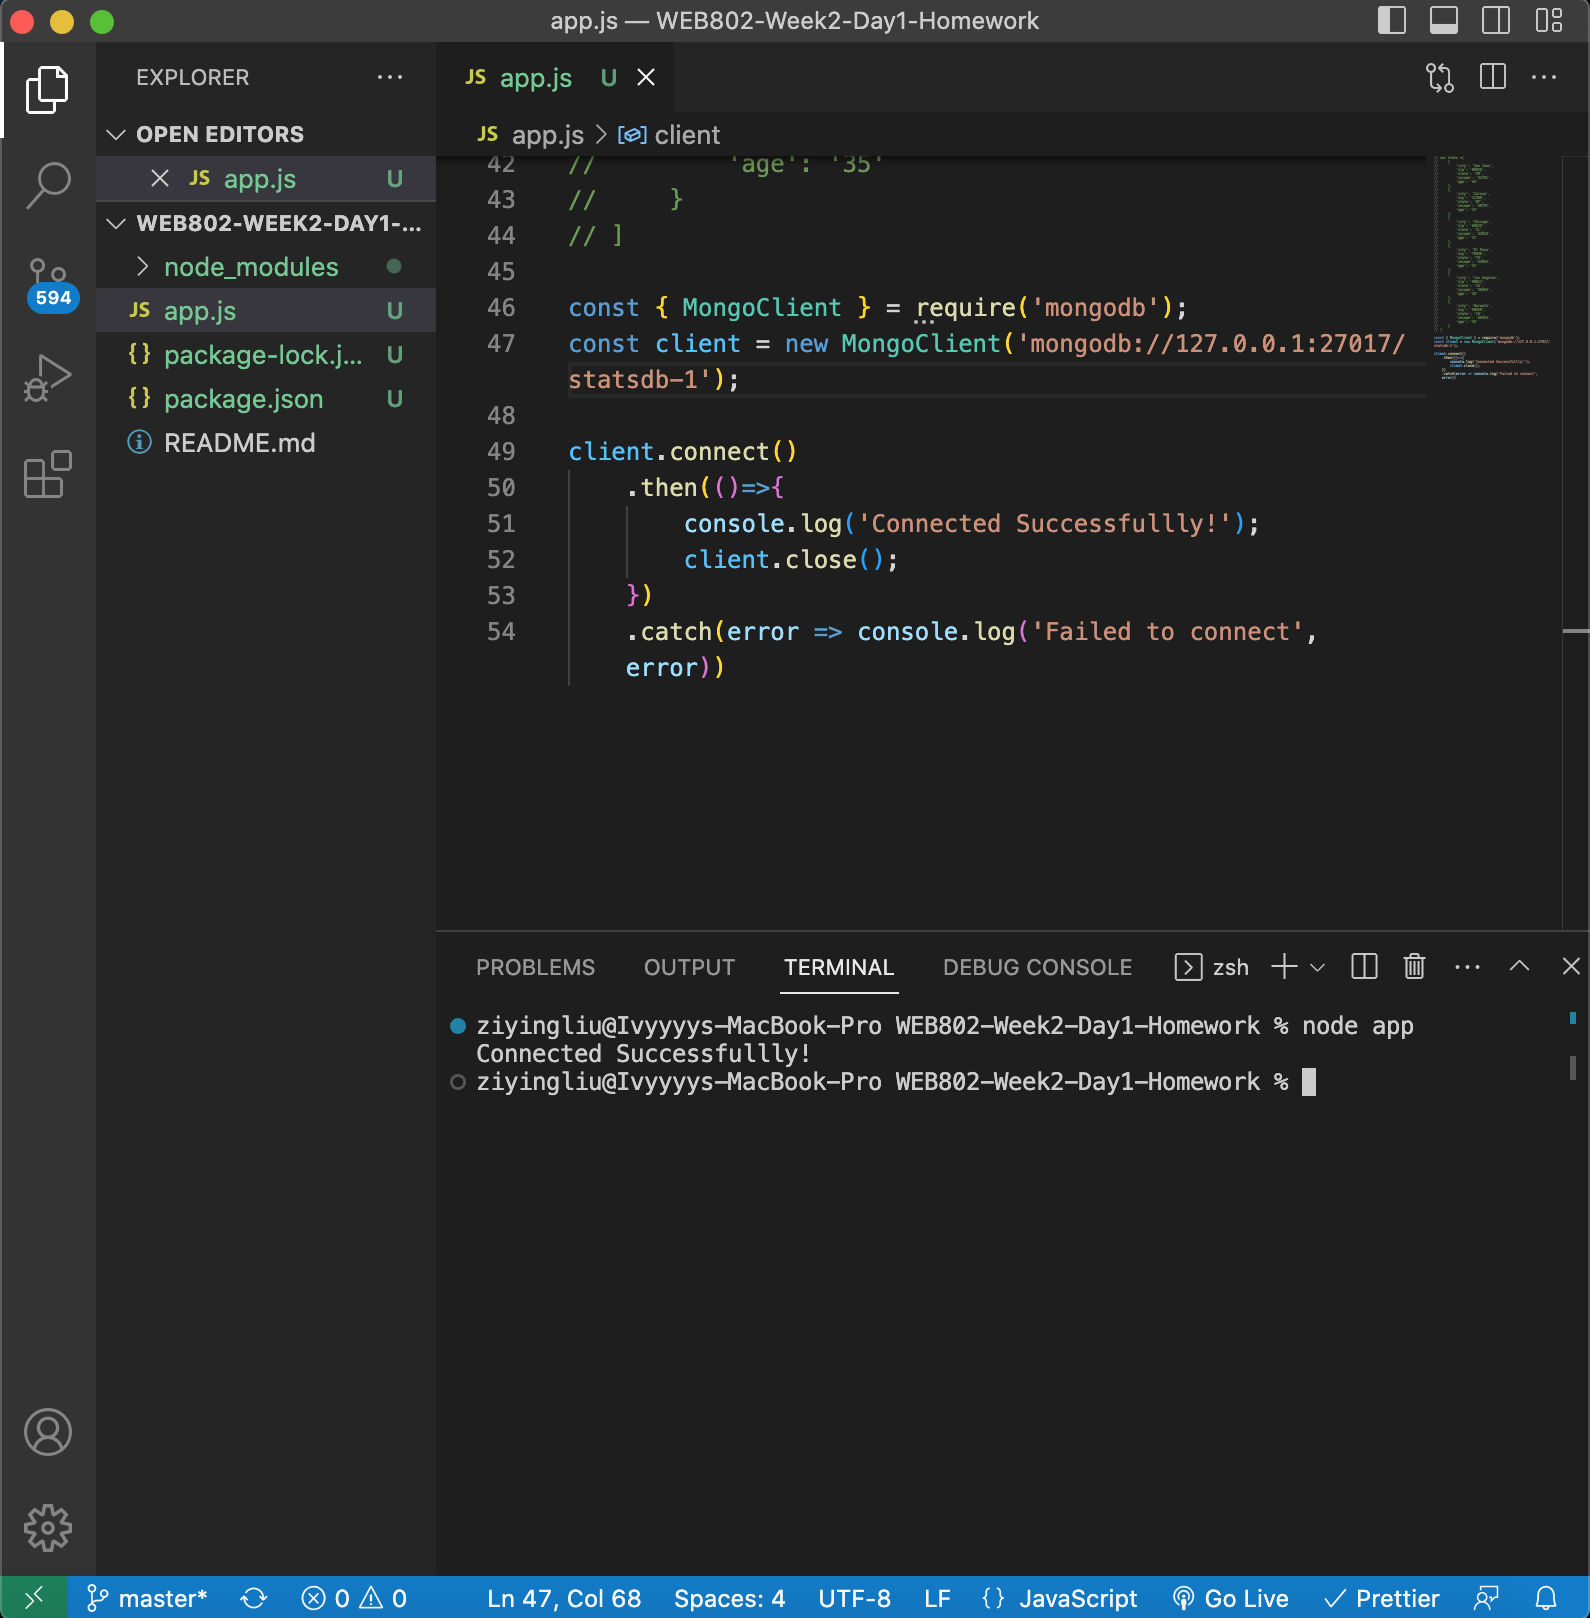 app.js — WEB802-Week2-Day1-Homework
EXPLORER
OPEN EDITORS
JS app.js U
WEB802-WEEK2-DAY1-...
node_modules
JS app.js U
{} package-lock.j... U
{} package.json U
README.md
594
JS app.js U
JS app.js > client
42 // 'age': '35'
43 // }
44 // ]
45
46 const { MongoClient } = require('mongodb');
47 const client = new MongoClient('mongodb://127.0.0.1:27017/
statsdb-1');
48
49 client.connect()
50 .then(()=>{
51 console.log('Connected Successfullly!');
52 client.close();
53 })
54 .catch(error => console.log('Failed to connect',
error))
PROBLEMS OUTPUT TERMINAL DEBUG CONSOLE zsh
ziyingliu@Ivyyyys-MacBook-Pro WEB802-Week2-Day1-Homework % node app
Connected Successfullly!
ziyingliu@Ivyyyys-MacBook-Pro WEB802-Week2-Day1-Homework %
master* 0 0 Ln 47, Col 68 Spaces: 4 UTF-8 LF {} JavaScript Go Live Prettier